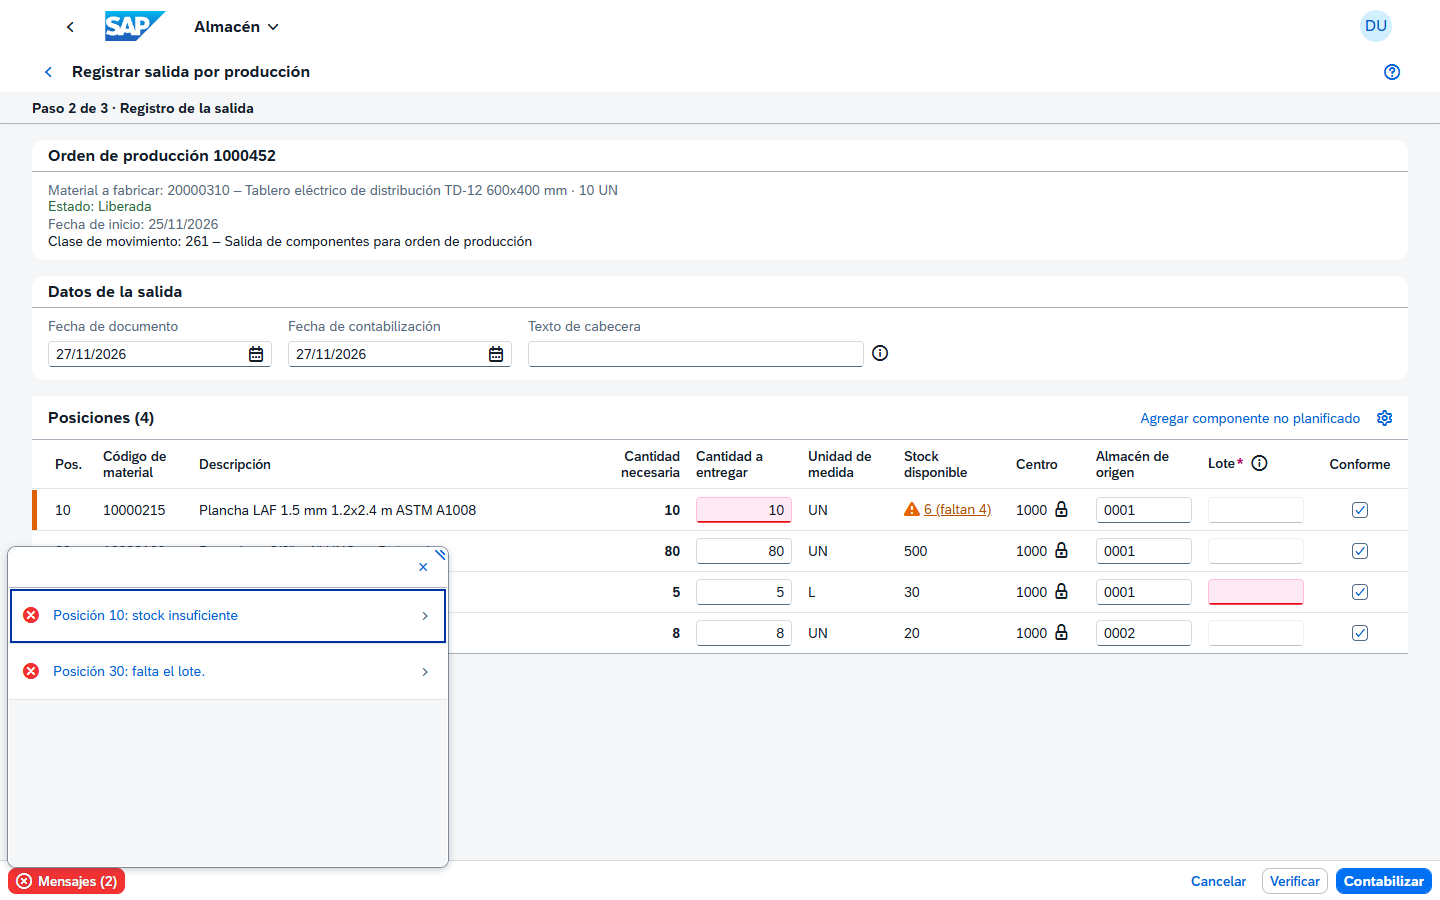 SAP
Almacén
DU
Registrar salida por producción
Paso 2 de 3 · Registro de la salida
Orden de producción 1000452
Material a fabricar: 20000310 – Tablero eléctrico de distribución TD-12 600x400 mm · 10 UN
Estado: Liberada
Fecha de inicio: 25/11/2026
Clase de movimiento: 261 – Salida de componentes para orden de producción
Datos de la salida
Fecha de documento Fecha de contabilización Texto de cabecera
27/11/2026 27/11/2026
Posiciones (4) Agregar componente no planificado
Pos. Código de material Descripción Cantidad necesaria Cantidad a entregar Unidad de medida Stock disponible Centro Almacén de origen Lote* Conforme
10 10000215 Plancha LAF 1.5 mm 1.2x2.4 m ASTM A1008 10 10 UN 6 (faltan 4) 1000 0001
80 80 UN 500 1000 0001
5 5 L 30 1000 0001
8 8 UN 20 1000 0002
Posición 10: stock insuficiente
Posición 30: falta el lote.
Mensajes (2) Cancelar Verificar Contabilizar